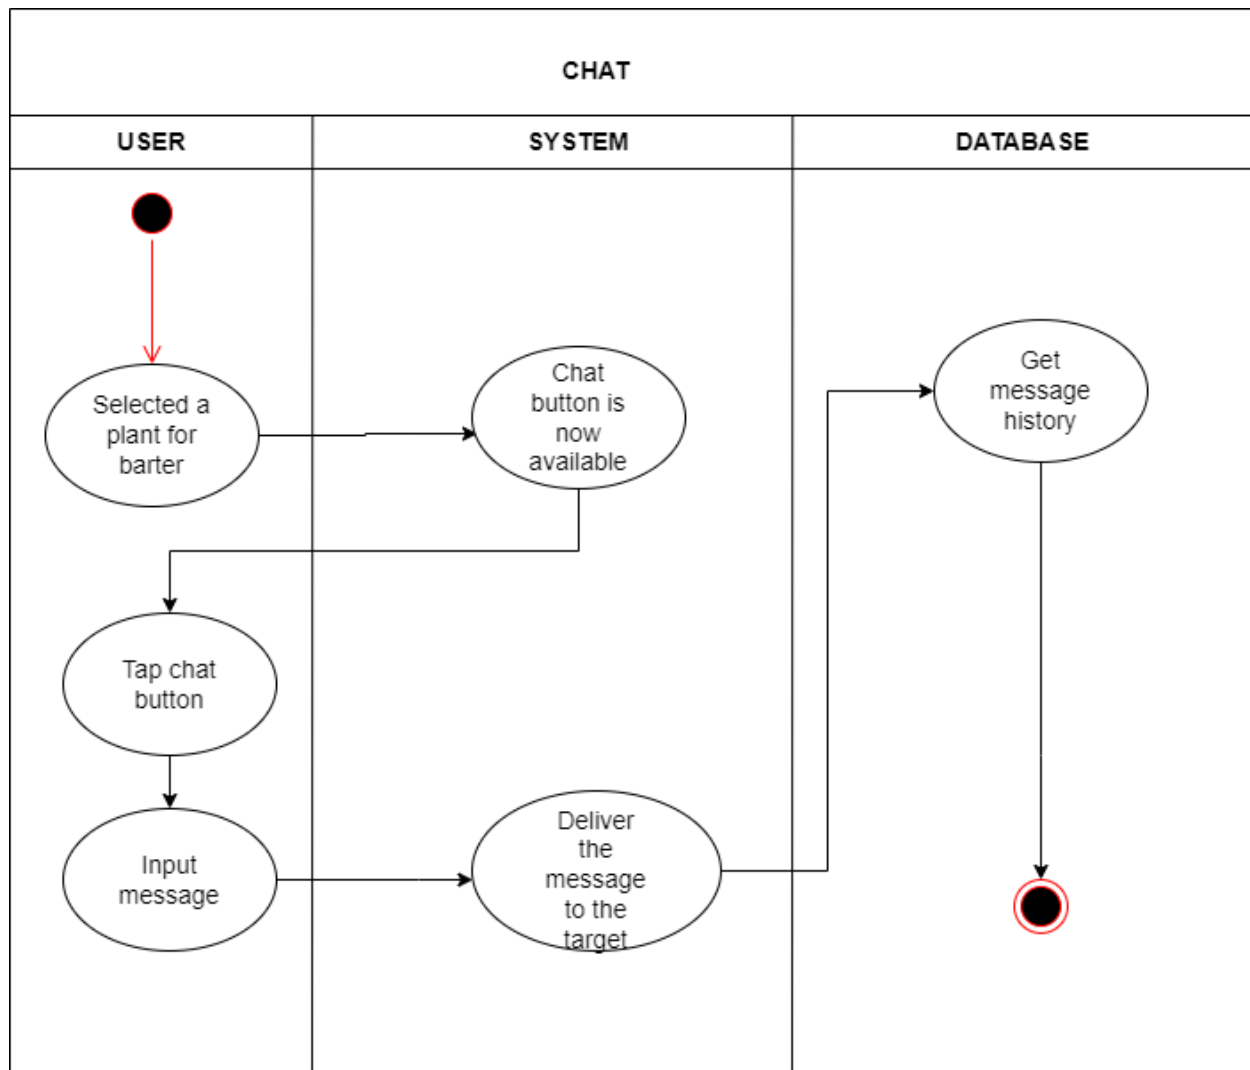 CHAT
USER
SYSTEM
DATABASE
Selected a
plant for
barter
Chat
button is
now
available
Get
message
history
Tap chat
button
Input
message
Deliver
the
message
to the
target